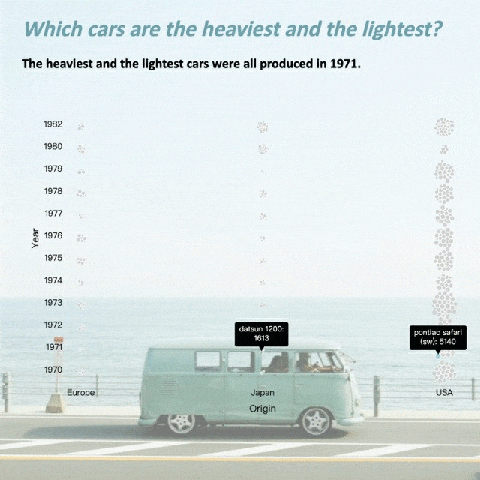 Which cars are the heaviest and the lightest?
The heaviest and the lightest cars were all produced in 1971.
1982
1980
1979
1978
1977
1976
1975
1974
1973
1972
1971
1970
Year
datsun 1200:
1613
pontiac safari
(sw): 5140
Europe
Japan
USA
Origin